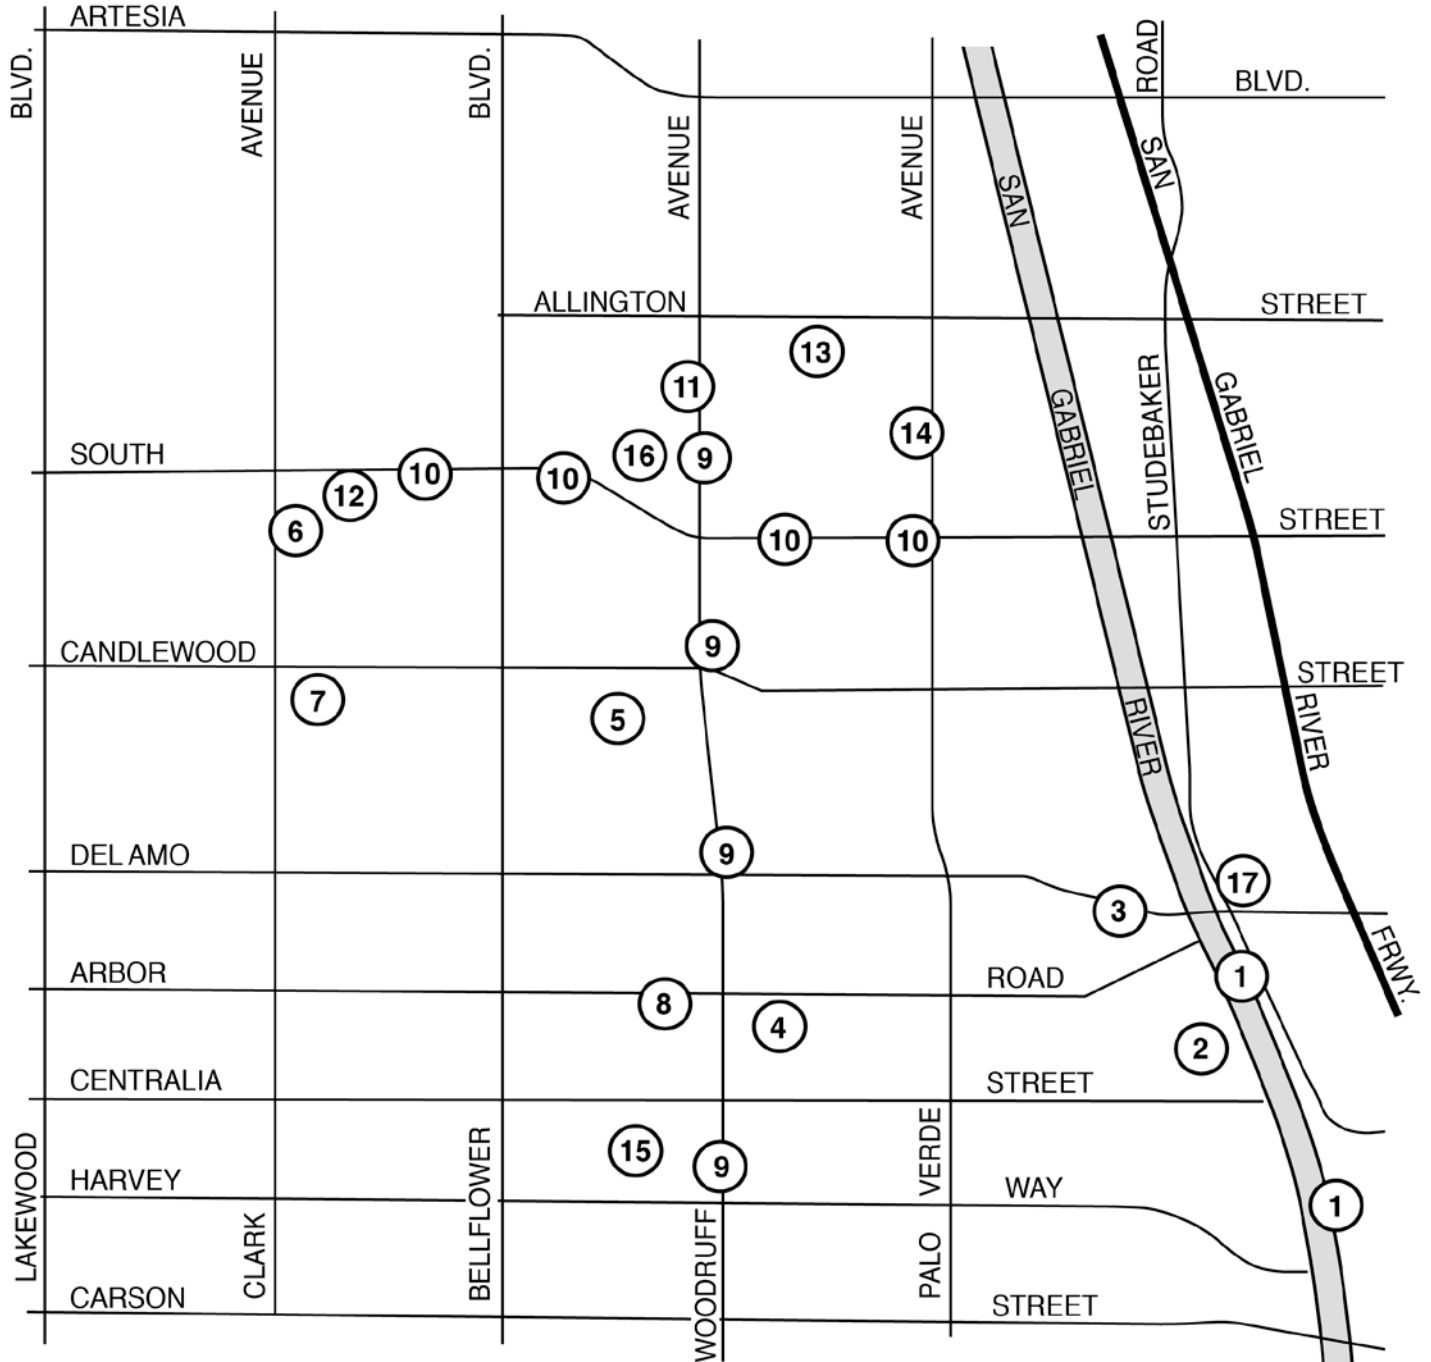 ARTESIA
BLVD.
BLVD.
AVENUE
BLVD.
AVENUE
AVENUE
ROAD
SAN
SAN
ALLINGTON
STREET
13
11
STUDEBAKER
GABRIEL
GABRIEL
14
SOUTH
16
9
10
10
12
6
10
10
STREET
CANDLEWOOD
9
STREET
7
5
RIVER
RIVER
DEL AMO
9
17
3
FRWY.
ARBOR
ROAD
1
8
4
2
CENTRALIA
STREET
15
9
HARVEY
WAY
1
LAKEWOOD
CLARK
BELLFLOWER
WOODRUFF
PALO VERDE
CARSON
STREET